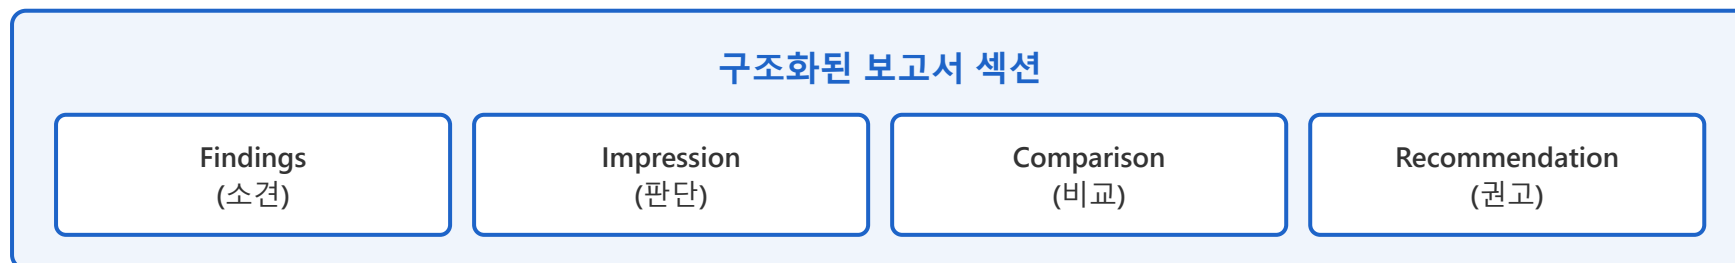 구조화된 보고서 섹션
Findings
(소견)
Impression
(판단)
Comparison
(비교)
Recommendation
(권고)